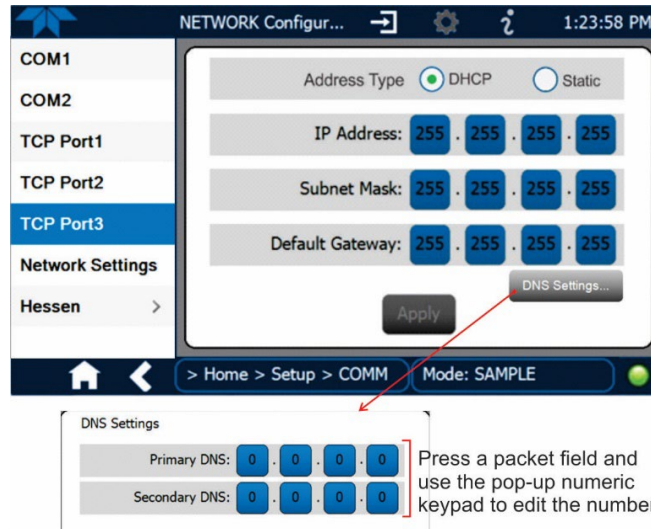 NETWORK Configur... 1:23:58 PM
COM1
COM2
TCP Port1
TCP Port2
TCP Port3
Network Settings
Hessen >
Address Type DHCP Static
IP Address: 255 . 255 . 255 . 255
Subnet Mask: 255 . 255 . 255 . 255
Default Gateway: 255 . 255 . 255 . 255
DNS Settings...
Apply
> Home > Setup > COMM Mode: SAMPLE
DNS Settings
Primary DNS: 0 . 0 . 0 . 0
Secondary DNS: 0 . 0 . 0 . 0
Press a packet field and
use the pop-up numeric
keypad to edit the number